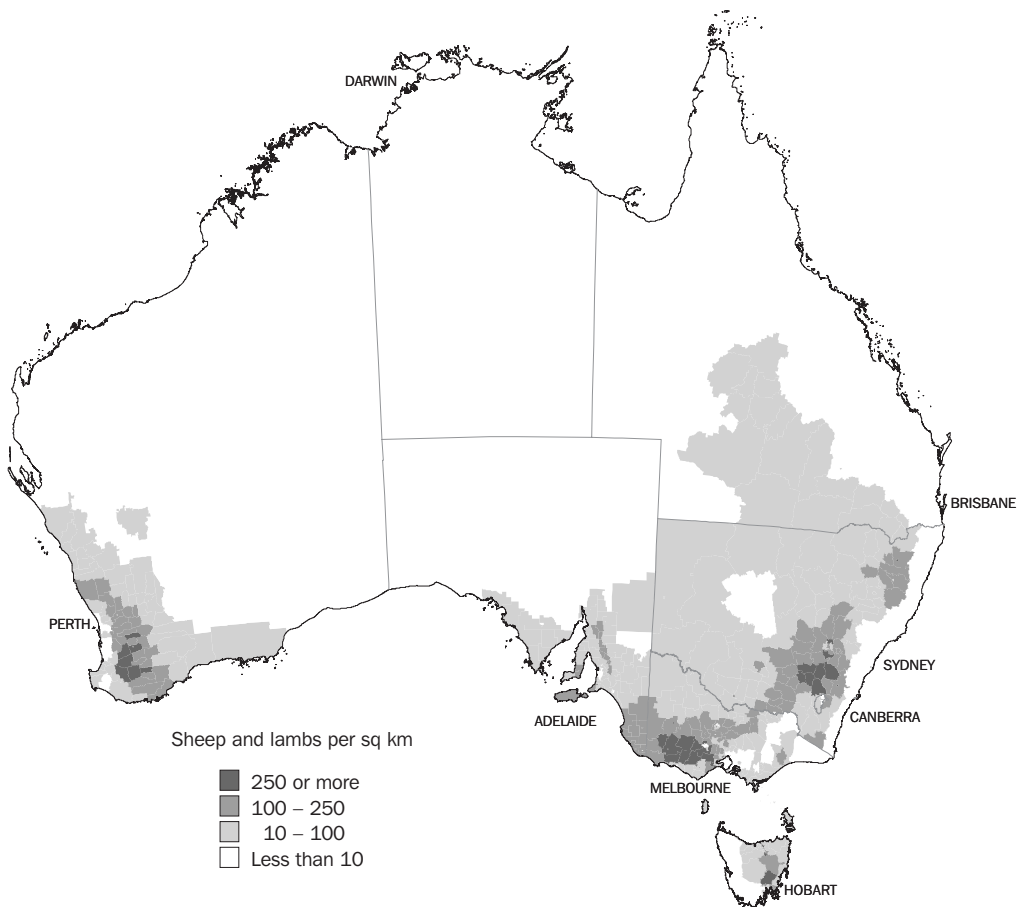 DARWIN
BRISBANE
PERTH
SYDNEY
ADELAIDE
CANBERRA
Sheep and lambs per sq km
MELBOURNE
250 or more
100 – 250
10 – 100
Less than 10
HOBART